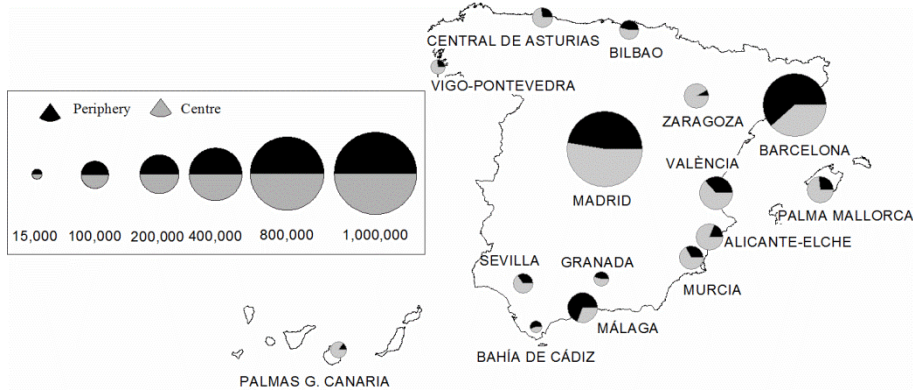 CENTRAL DE ASTURIAS
BILBAO
VIGO-PONTEVEDRA
Periphery Centre
ZARAGOZA
BARCELONA
VALÈNCIA
MADRID
PALMA MALLORCA
15,000 100,000 200,000 400,000 800,000 1,000,000
ALICANTE-ELCHE
SEVILLA
GRANADA
MURCIA
MÁLAGA
BAHÍA DE CÁDIZ
PALMAS G. CANARIA